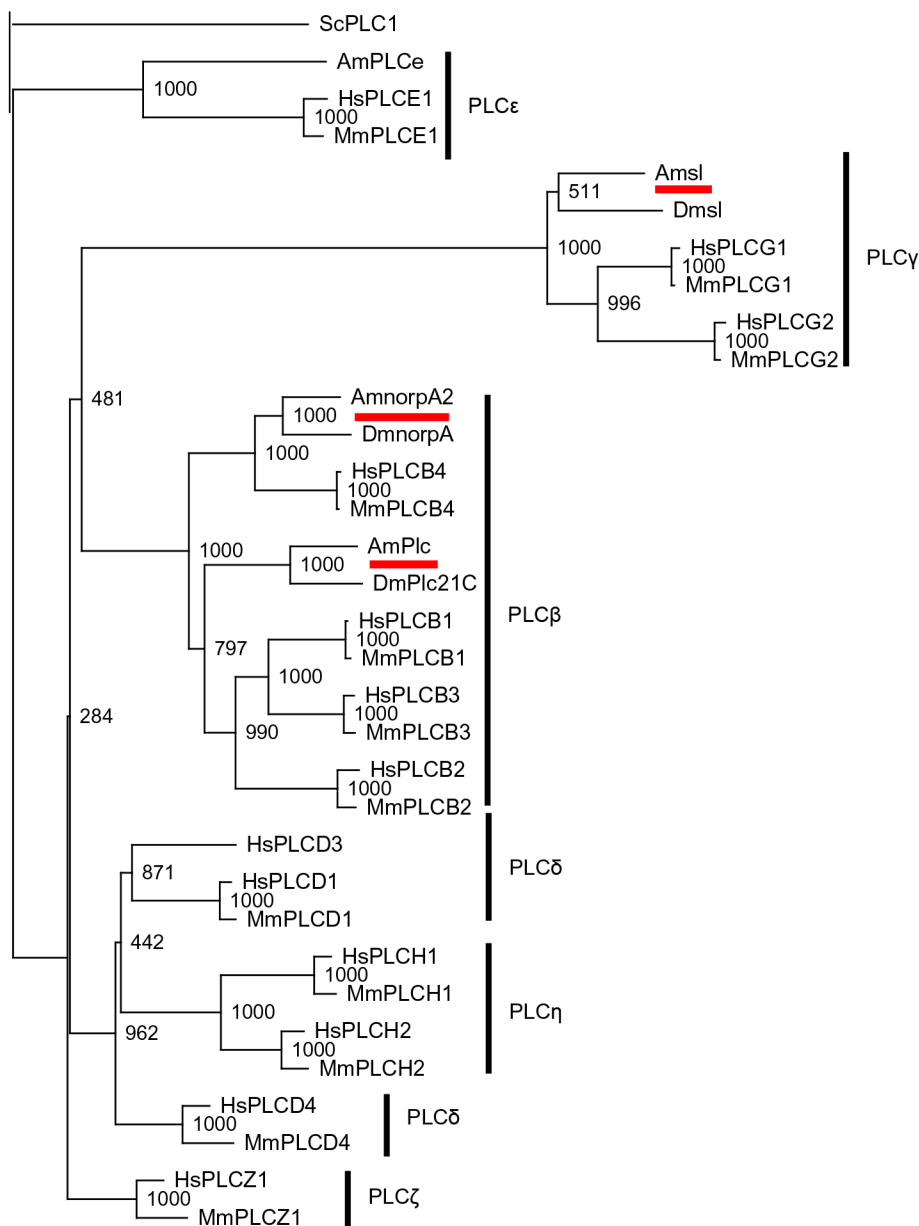 ScPLC1
AmPLCe
1000
HsPLCE1
PLCε
1000
MmPLCE1
Amsl
511
Dmsl
1000
HsPLCG1
PLCγ
1000
MmPLCG1
996
HsPLCG2
1000
MmPLCG2
AmnorpA2
481
1000
DmnorpA
1000
HsPLCB4
1000
MmPLCB4
AmPlc
1000
1000
DmPlc21C
PLCβ
HsPLCB1
1000
797
MmPLCB1
1000
HsPLCB3
284
1000
990
MmPLCB3
HsPLCB2
1000
MmPLCB2
HsPLCD3
PLCδ
871
HsPLCD1
1000
MmPLCD1
442
HsPLCH1
1000
MmPLCH1
1000
PLCη
962
HsPLCH2
1000
MmPLCH2
HsPLCD4
PLCδ
1000
MmPLCD4
HsPLCZ1
PLCζ
1000
MmPLCZ1